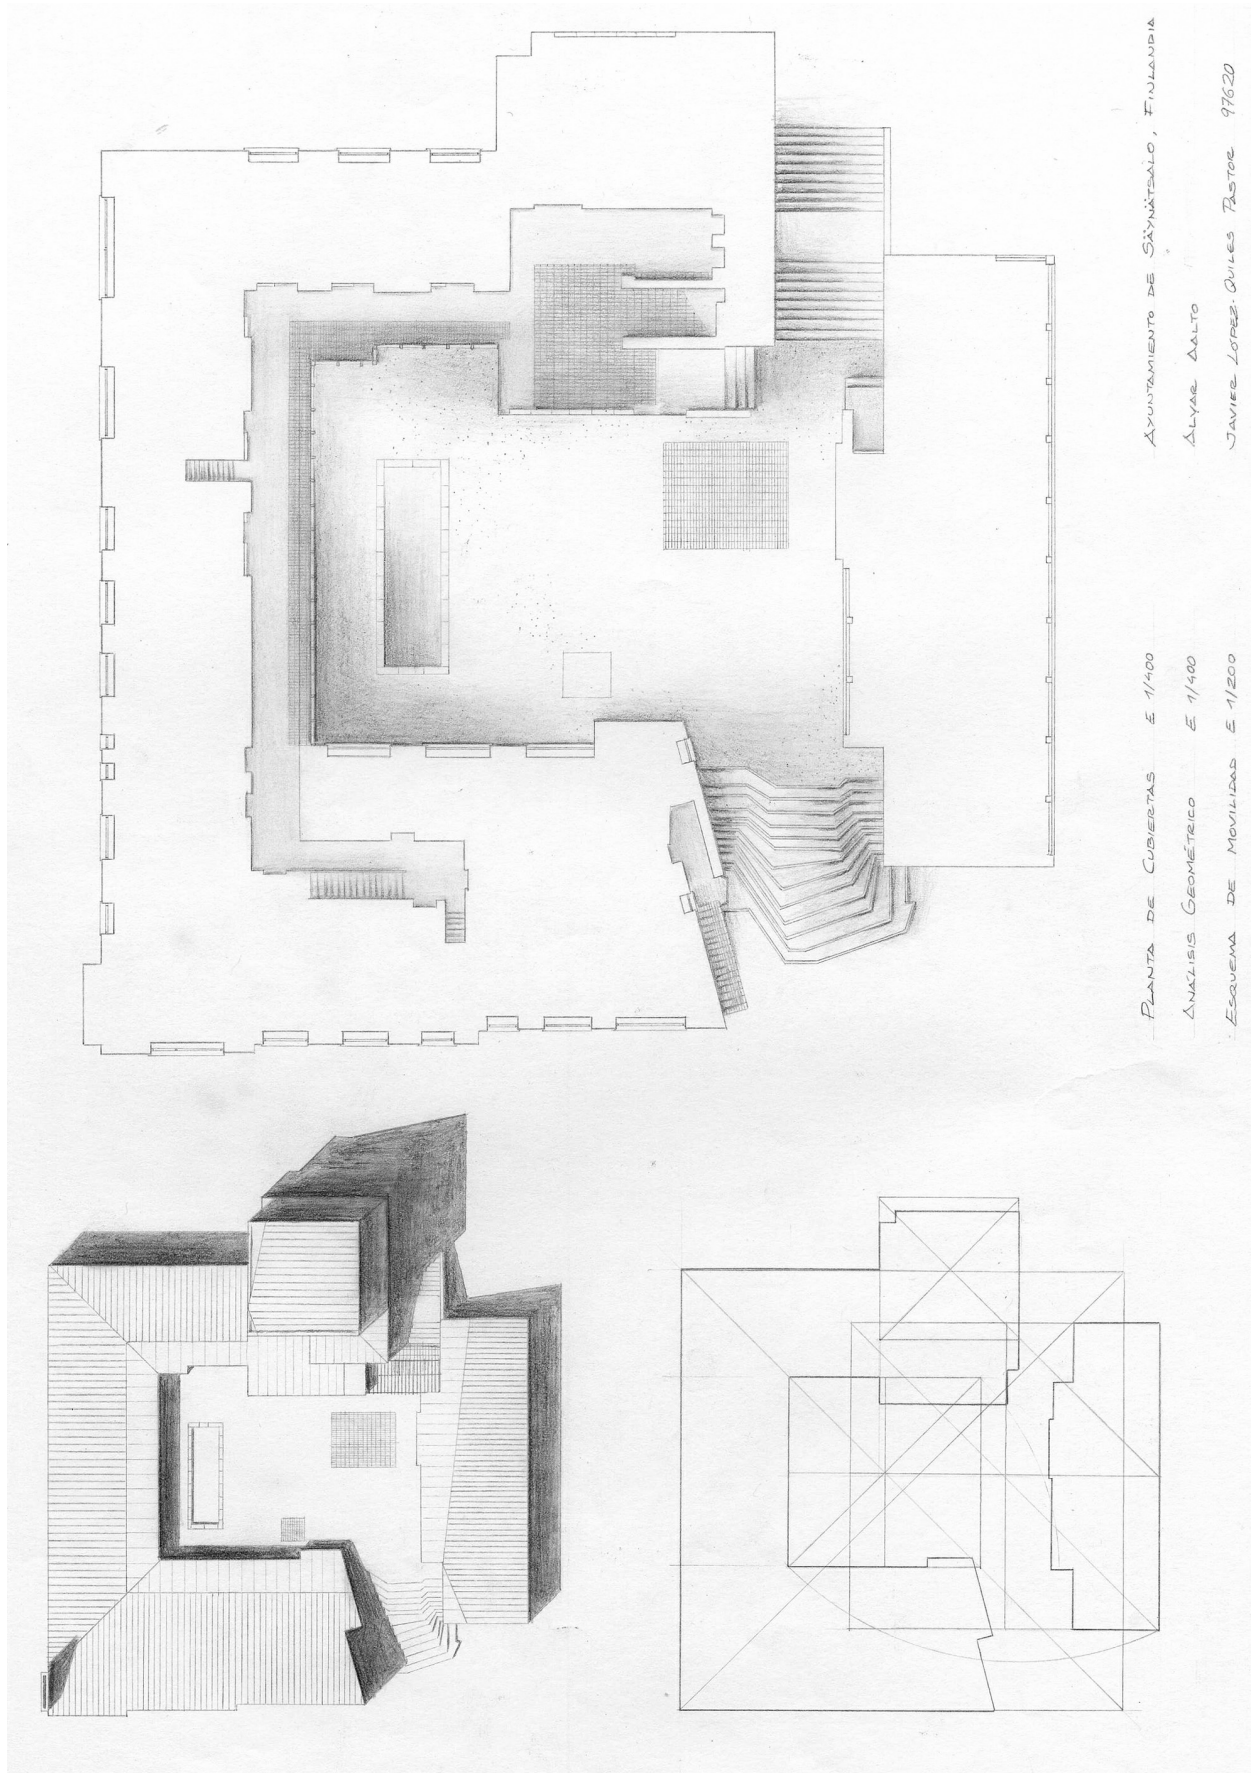 PLANTA DE CUBIERTAS E 1/400
ANÁLISIS GEOMÉTRICO E 1/400
ESQUEMA DE MOVILIDAD E 1/200
AYUNTAMIENTO DE SÄYNÄTSÄLO, FINLANDIA
ALVAR AALTO
JAVIER LÓPEZ-QUILES PASTOR 97620